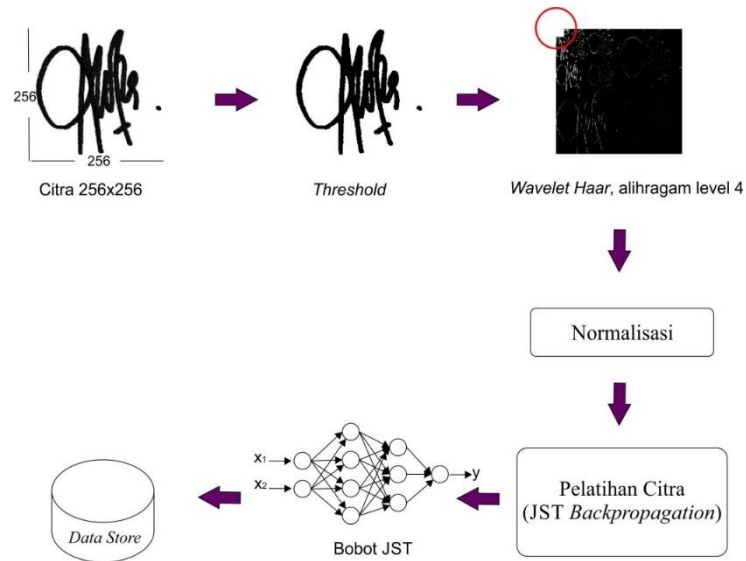 256
256
Citra 256x256
Threshold
Wavelet Haar, alihragam level 4
Normalisasi
Pelatihan Citra
(JST Backpropagation)
x1
x2
y
Bobot JST
Data Store